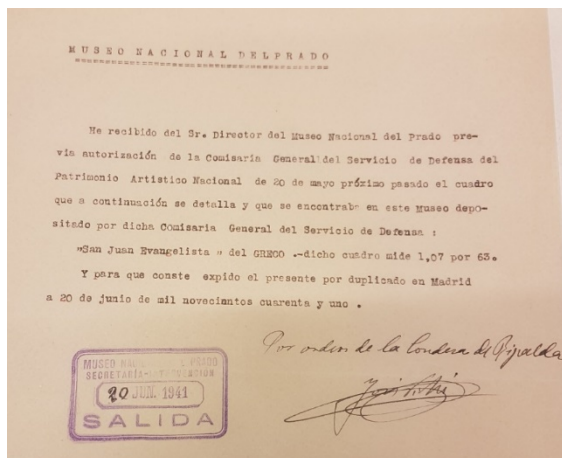 MUSEO NACIONAL DELPRADO
He recibido del Sr. Director del Museo Nacional del Prado pre-
via autorización de la Comisaria General del Servicio de Defensa del
Patrimonio Artistico Nacional de 20 de mayo próximo pasado el cuadro
que a continuación se detalla y que se encontraba en este Museo depo-
sitado por dicha Comisaria General del Servicio de Defensa :
"San Juan Evangelista " del GRECO .-dicho cuadro mide 1,07 por 63.
Y para que conste expido el presente por duplicado en Madrid
a 20 de junio de mil novecientos cuarenta y uno .
Por orden de la Condesa de Ripalda
MUSEO NACIONAL DEL PRADO
SECRETARÍA-INTERVENCIÓN
20 JUN. 1941
SALIDA